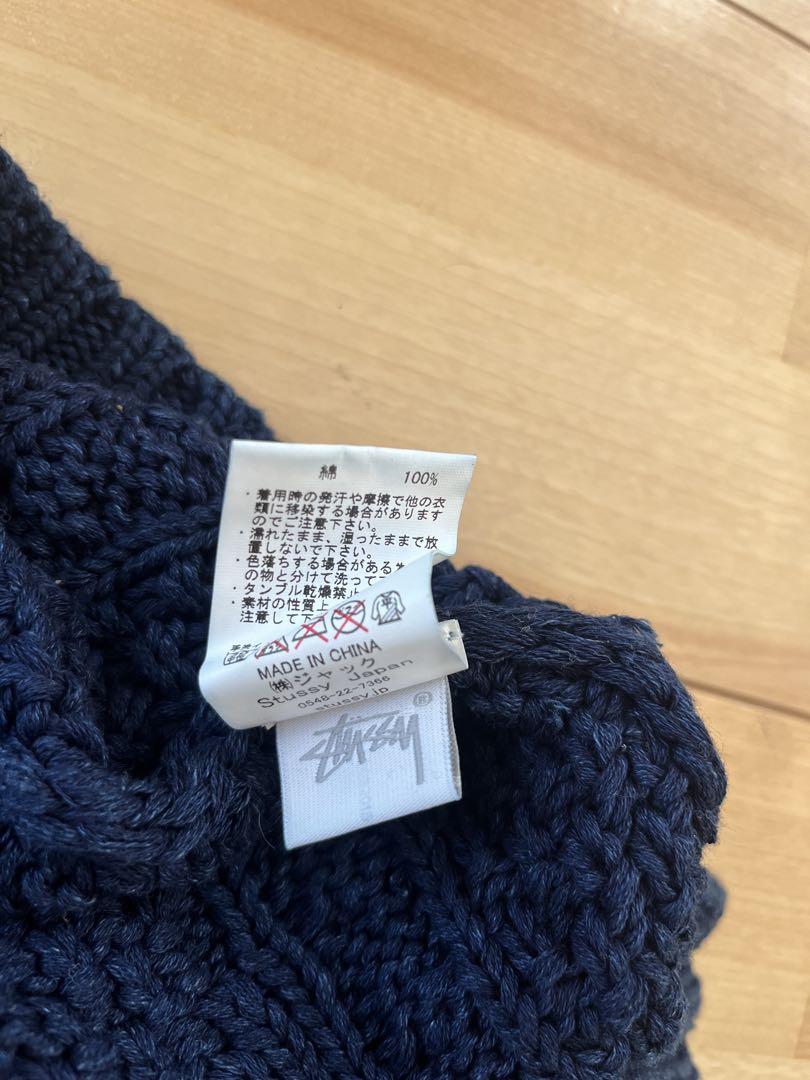 綿 100%
・着用時の発汗や摩擦で他の衣
類に移染する場合があります
のでご注意下さい。
・濡れたまま、湿ったままで放
置しないで下さい。
・色落ちする場合がある
の物と分けて洗って
・タンブル乾燥禁止
・素材の性質上
注意して下
MADE IN CHINA
㈱ジャック
Stussy Japan
0548-22-7366
stussy.jp
Stüssy ®